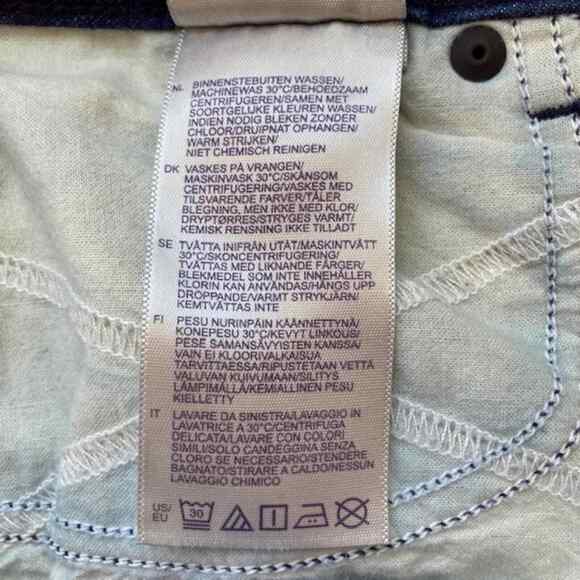 NL BINNENSTEBUITEN WASSEN/
MACHINEWAS 30°C/BEHOEDZAAM
CENTRIFUGEREN/SAMEN MET
SOORTGELIJKE KLEUREN WASSEN/
INDIEN NODIG BLEKEN ZONDER
CHLOOR/DRUIPNAT OPHANGEN/
WARM STRIJKEN/
NIET CHEMISCH REINIGEN
DK VASKES PÅ VRANGEN/
MASKINVASK 30°C/SKÅNSOM
CENTRIFUGERING/VASKES MED
TILSVARENDE FARVER/TÅLER
BLEGNING, MEN IKKE MED KLOR/
DRYPTØRRES/STRYGES VARMT/
KEMISK RENSNING IKKE TILLADT
SE TVÄTTA INIFRÅN UTÅT/MASKINTVÄTT
30°C/SKONCENTRIFUGERING/
TVÄTTAS MED LIKNANDE FÄRGER/
BLEKMEDEL SOM INTE INNEHÅLLER
KLORIN KAN ANVÄNDAS/HÄNGS UPP
DROPPANDE/VARMT STRYKJÄRN/
KEMTVÄTTAS INTE
FI PESU NURINPÄIN KÄÄNNETTYNÄ/
KONEPESU 30°C/KEVYT LINKOUS/
PESE SAMANSÄVYISTEN KANSSA/
VAIN EI KLOORIVALKAISUA
TARVITTAESSA/RIPUSTETAAN VETTÄ
VALUVAN KUIVUMAAN/SILITYS
LÄMPIMÄLLÄ/KEMIALLINEN PESU
KIELLETTY
IT LAVARE DA SINISTRA/LAVAGGIO IN
LAVATRICE A 30°C/CENTRIFUGA
DELICATA/LAVARE CON COLORI
SIMILI/SOLO CANDEGGINA SENZA
CLORO SE NECESSARIO/STENDERE
BAGNATO/STIRARE A CALDO/NESSUN
LAVAGGIO CHIMICO
US/
EU 30